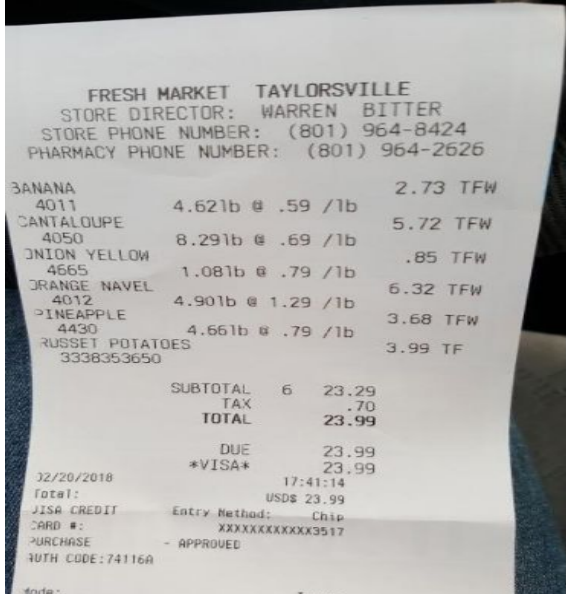 FRESH MARKET TAYLORSVILLE
STORE DIRECTOR: WARREN BITTER
STORE PHONE NUMBER: (801) 964-8424
PHARMACY PHONE NUMBER: (801) 964-2626
BANANA 2.73 TFW
4011 4.62lb @ .59 /lb
CANTALOUPE 5.72 TFW
4050 8.29lb @ .69 /lb
ONION YELLOW .85 TFW
4665 1.08lb @ .79 /lb
ORANGE NAVEL 6.32 TFW
4012 4.90lb @ 1.29 /lb
PINEAPPLE 3.68 TFW
4430 4.66lb @ .79 /lb
RUSSET POTATOES 3.99 TF
3338353650
SUBTOTAL 6 23.29
TAX .70
TOTAL 23.99
DUE 23.99
*VISA* 23.99
02/20/2018 17:41:14
Total: USD$ 23.99
VISA CREDIT Entry Method: Chip
CARD #: XXXXXXXXXXXX3517
PURCHASE - APPROVED
AUTH CODE:74116A
Mode: